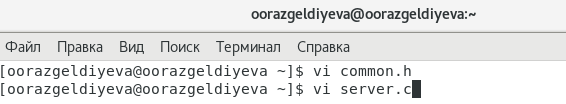 oorazgeldiyeva@oorazgeldiyeva:~
Файл Правка Вид Поиск Терминал Справка
[oorazgeldiyeva@oorazgeldiyeva ~]$ vi common.h
[oorazgeldiyeva@oorazgeldiyeva ~]$ vi server.c